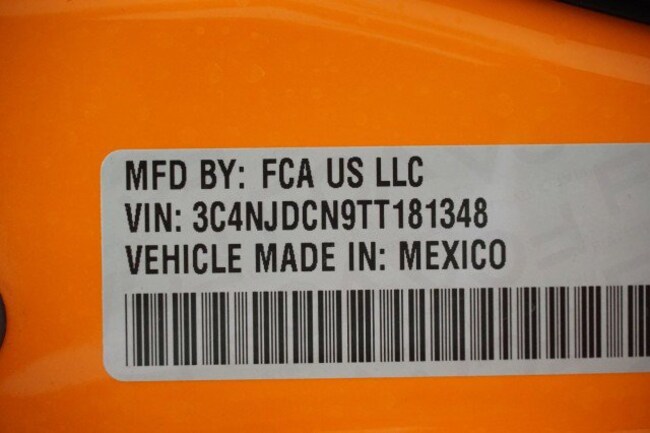 MFD BY: FCA US LLC
VIN: 3C4NJDCN9TT181348
VEHICLE MADE IN: MEXICO